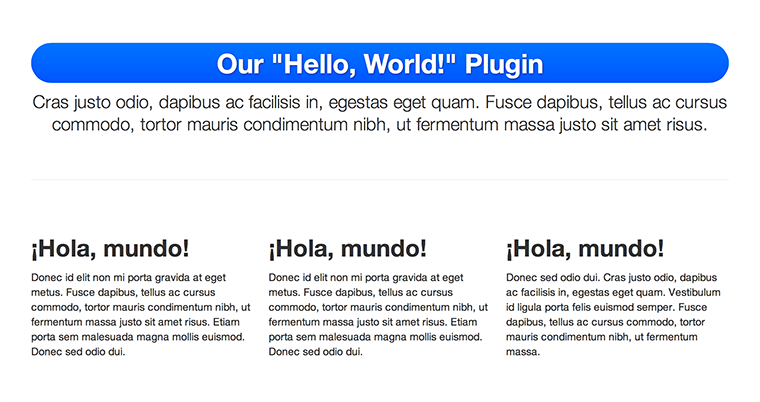 Our "Hello, World!" Plugin
Cras justo odio, dapibus ac facilisis in, egestas eget quam. Fusce dapibus, tellus ac cursus
commodo, tortor mauris condimentum nibh, ut fermentum massa justo sit amet risus.
¡Hola, mundo!
Donec id elit non mi porta gravida at eget
metus. Fusce dapibus, tellus ac cursus
commodo, tortor mauris condimentum nibh, ut
fermentum massa justo sit amet risus. Etiam
porta sem malesuada magna mollis euismod.
Donec sed odio dui.
¡Hola, mundo!
Donec id elit non mi porta gravida at eget
metus. Fusce dapibus, tellus ac cursus
commodo, tortor mauris condimentum nibh, ut
fermentum massa justo sit amet risus. Etiam
porta sem malesuada magna mollis euismod.
Donec sed odio dui.
¡Hola, mundo!
Donec sed odio dui. Cras justo odio, dapibus
ac facilisis in, egestas eget quam. Vestibulum
id ligula porta felis euismod semper. Fusce
dapibus, tellus ac cursus commodo, tortor
mauris condimentum nibh, ut fermentum
massa.